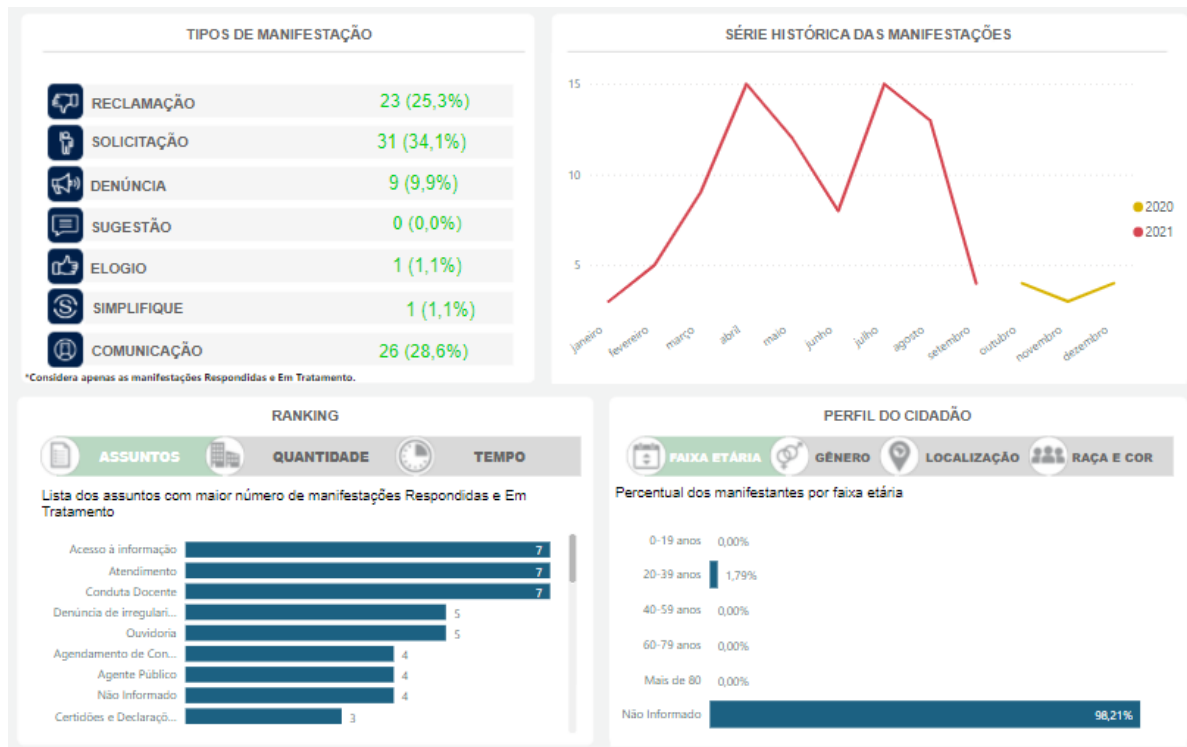 TIPOS DE MANIFESTAÇÃO
RECLAMAÇÃO 23 (25,3%)
SOLICITAÇÃO 31 (34,1%)
DENÚNCIA 9 (9,9%)
SUGESTÃO 0 (0,0%)
ELOGIO 1 (1,1%)
SIMPLIFIQUE 1 (1,1%)
COMUNICAÇÃO 26 (28,6%)
*Considera apenas as manifestações Respondidas e Em Tratamento.
SÉRIE HISTÓRICA DAS MANIFESTAÇÕES
15
10
5
2020
2021
janeiro
fevereiro
março
abril
maio
junho
julho
agosto
setembro
outubro
novembro
dezembro
RANKING
ASSUNTOS QUANTIDADE TEMPO
Lista dos assuntos com maior número de manifestações Respondidas e Em
Tratamento
Acesso à informação 7
Atendimento 7
Conduta Docente 7
Denúncia de irregulari... 5
Ouvidoria 5
Agendamento de Con... 4
Agente Público 4
Não Informado 4
Certidões e Declaraçõ... 3
PERFIL DO CIDADÃO
FAIXA ETÁRIA GÊNERO LOCALIZAÇÃO RAÇA E COR
Percentual dos manifestantes por faixa etária
0-19 anos 0,00%
20-39 anos 1,79%
40-59 anos 0,00%
60-79 anos 0,00%
Mais de 80 0,00%
Não Informado 98,21%